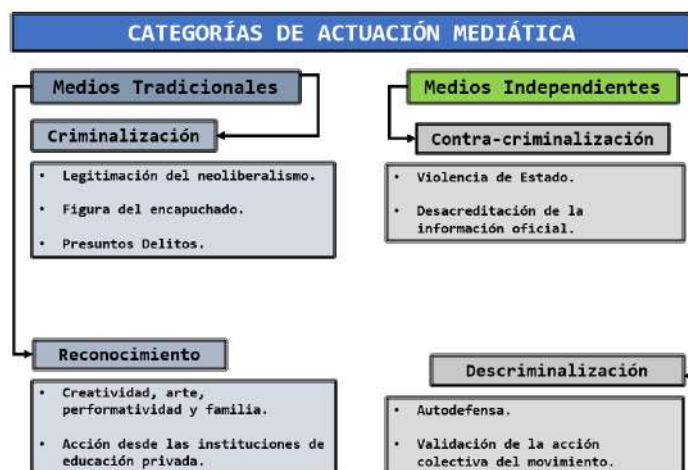 CATEGORÍAS DE ACTUACIÓN MEDIÁTICA
Medios Tradicionales
Criminalización
• Legitimación del neoliberalismo.
• Figura del encapuchado.
• Presuntos Delitos.
Reconocimiento
• Creatividad, arte,
performatividad y familia.
• Acción desde las instituciones de
educación privada.
Medios Independientes
Contra-criminalización
• Violencia de Estado.
• Desacreditación de la
información oficial.
Descriminalización
• Autodefensa.
• Validación de la acción
colectiva del movimiento.